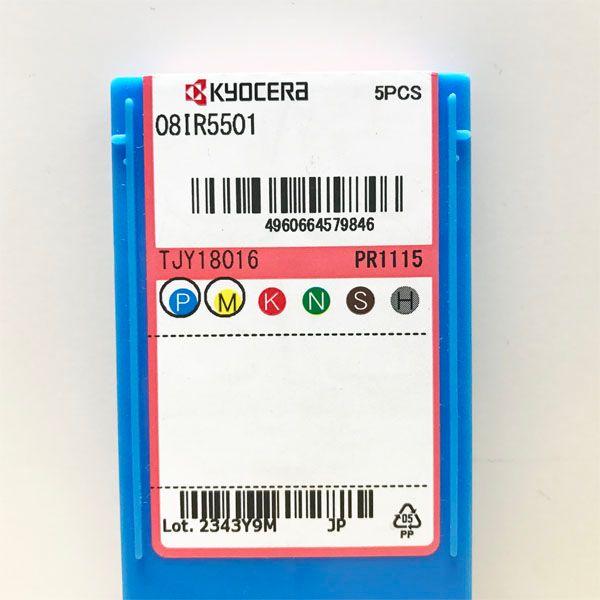 KYOCERA 5PCS
08IR5501
4960664579846
TJY18016 PR1115
P M K N S H
Lot. 2343Y9M JP
05
PP